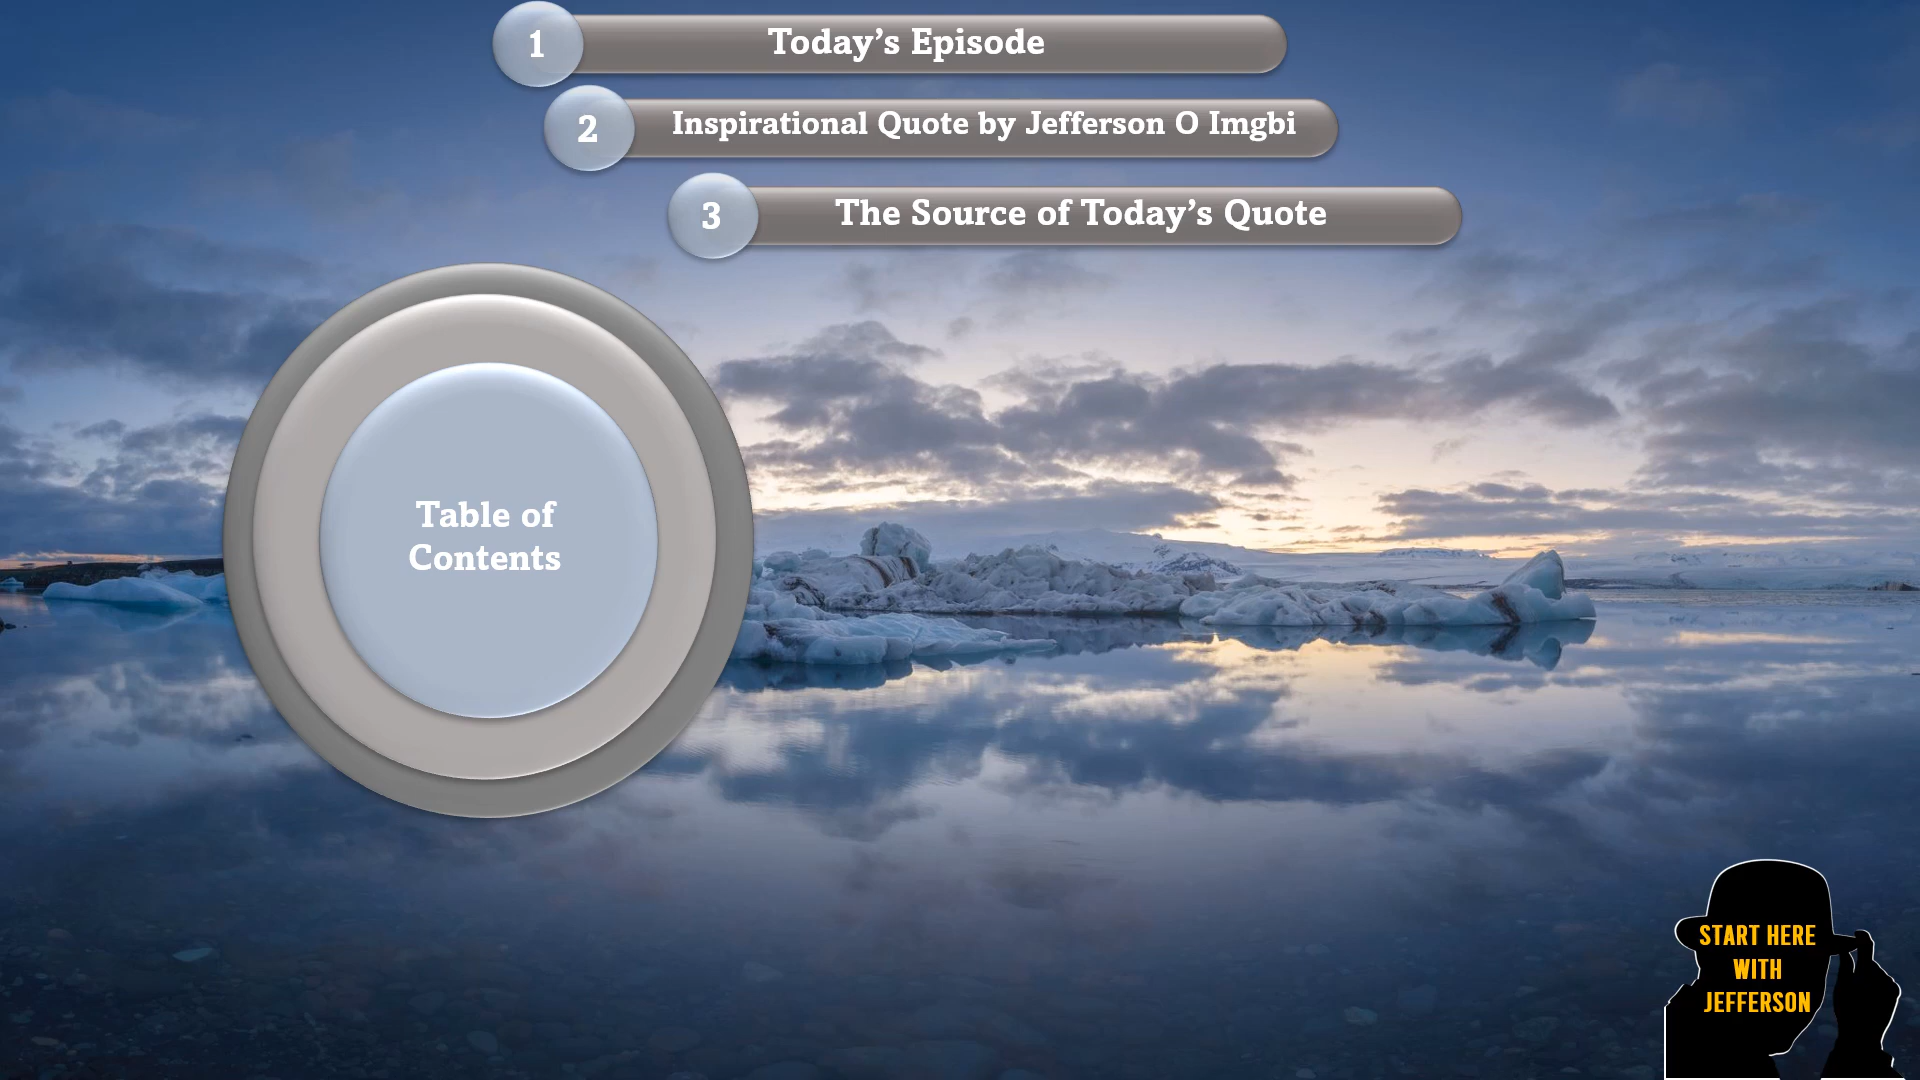 1
Today’s Episode
2
Inspirational Quote by Jefferson O Imgbi
3
The Source of Today’s Quote
Table of
Contents
START HERE
WITH
JEFFERSON